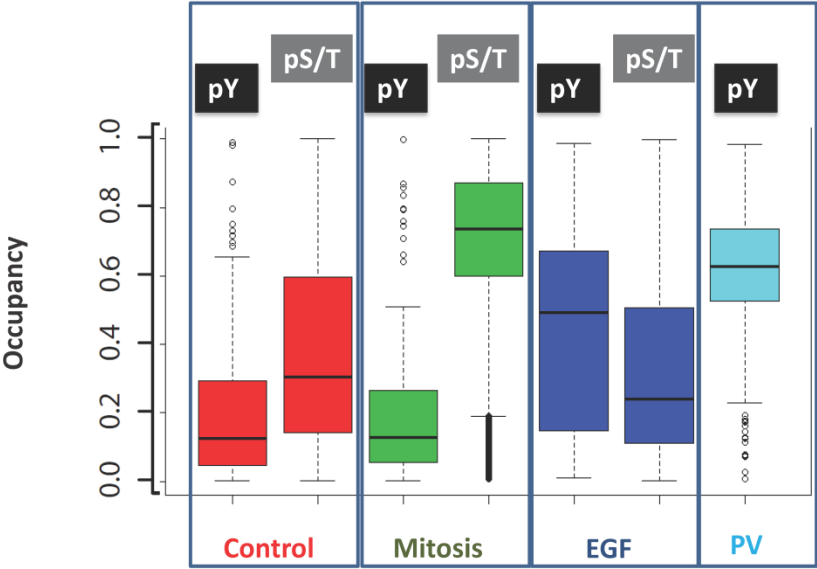 pS/T
pS/T
pS/T
pY
pY
pY
pY
1.0
0.8
0.6
0.4
0.2
0.0
Occupancy
Control
Mitosis
EGF
PV